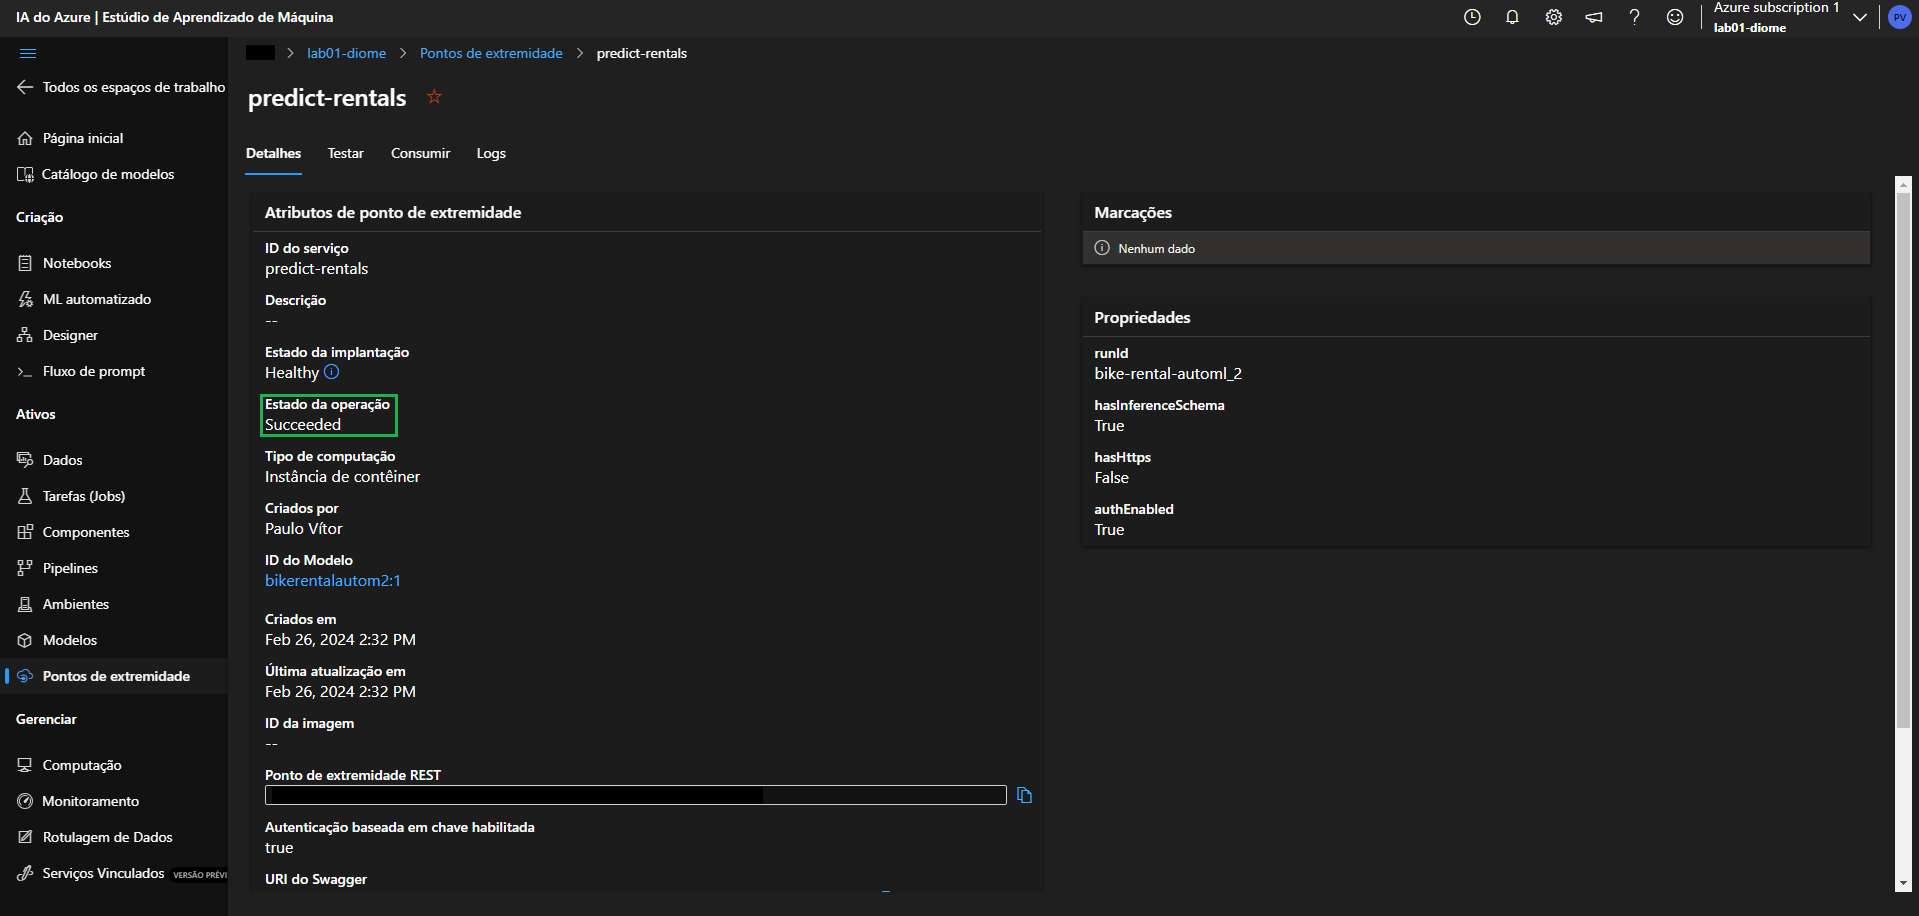 IA do Azure | Estúdio de Aprendizado de Máquina
Azure subscription 1
lab01-diome
PV
Todos os espaços de trabalho
Página inicial
Catálogo de modelos
Criação
Notebooks
ML automatizado
Designer
Fluxo de prompt
Ativos
Dados
Tarefas (Jobs)
Componentes
Pipelines
Ambientes
Modelos
Pontos de extremidade
Gerenciar
Computação
Monitoramento
Rotulagem de Dados
Serviços Vinculados VERSÃO PRÉVI
lab01-diome > Pontos de extremidade > predict-rentals
predict-rentals
Detalhes Testar Consumir Logs
Atributos de ponto de extremidade
ID do serviço
predict-rentals
Descrição
--
Estado da implantação
Healthy
Estado da operação
Succeeded
Tipo de computação
Instância de contêiner
Criados por
Paulo Vítor
ID do Modelo
bikerentalautom2:1
Criados em
Feb 26, 2024 2:32 PM
Última atualização em
Feb 26, 2024 2:32 PM
ID da imagem
--
Ponto de extremidade REST
Autenticação baseada em chave habilitada
true
URI do Swagger
Marcações
Nenhum dado
Propriedades
runId
bike-rental-automl_2
hasInferenceSchema
True
hasHttps
False
authEnabled
True